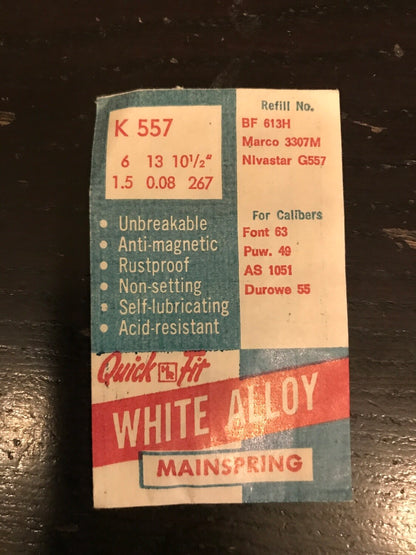 K 557
6 13 10½"
1.5 0.08 267
• Unbreakable
• Anti-magnetic
• Rustproof
• Non-setting
• Self-lubricating
• Acid-resistant
Refill No.
BF 613H
Marco 3307M
Nivastar G557
For Calibers
Font 63
Puw. 49
AS 1051
Durowe 55
Quick Fit
WHITE ALLOY
MAINSPRING